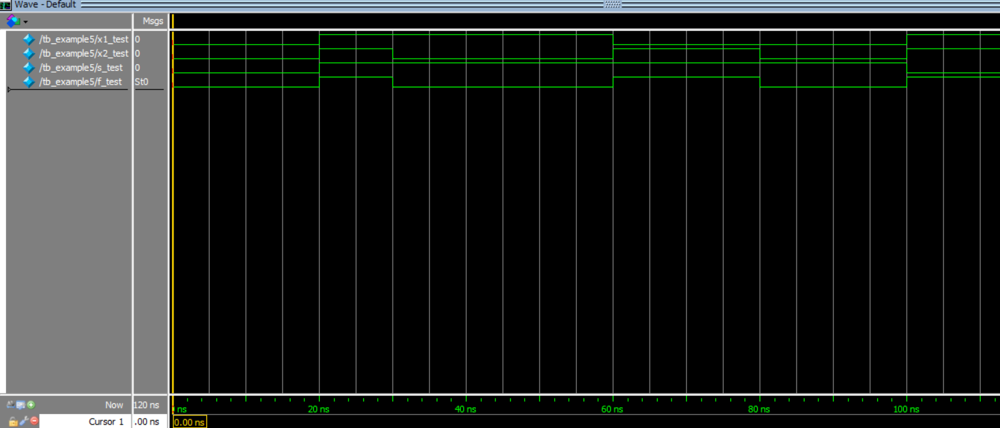 Wave - Default
Msgs
/tb_example5/x1_test 0
/tb_example5/x2_test 0
/tb_example5/s_test 0
/tb_example5/f_test St0
Now 120 ns ns 20 ns 40 ns 60 ns 80 ns 100 ns
Cursor 1 .00 ns 0.00 ns